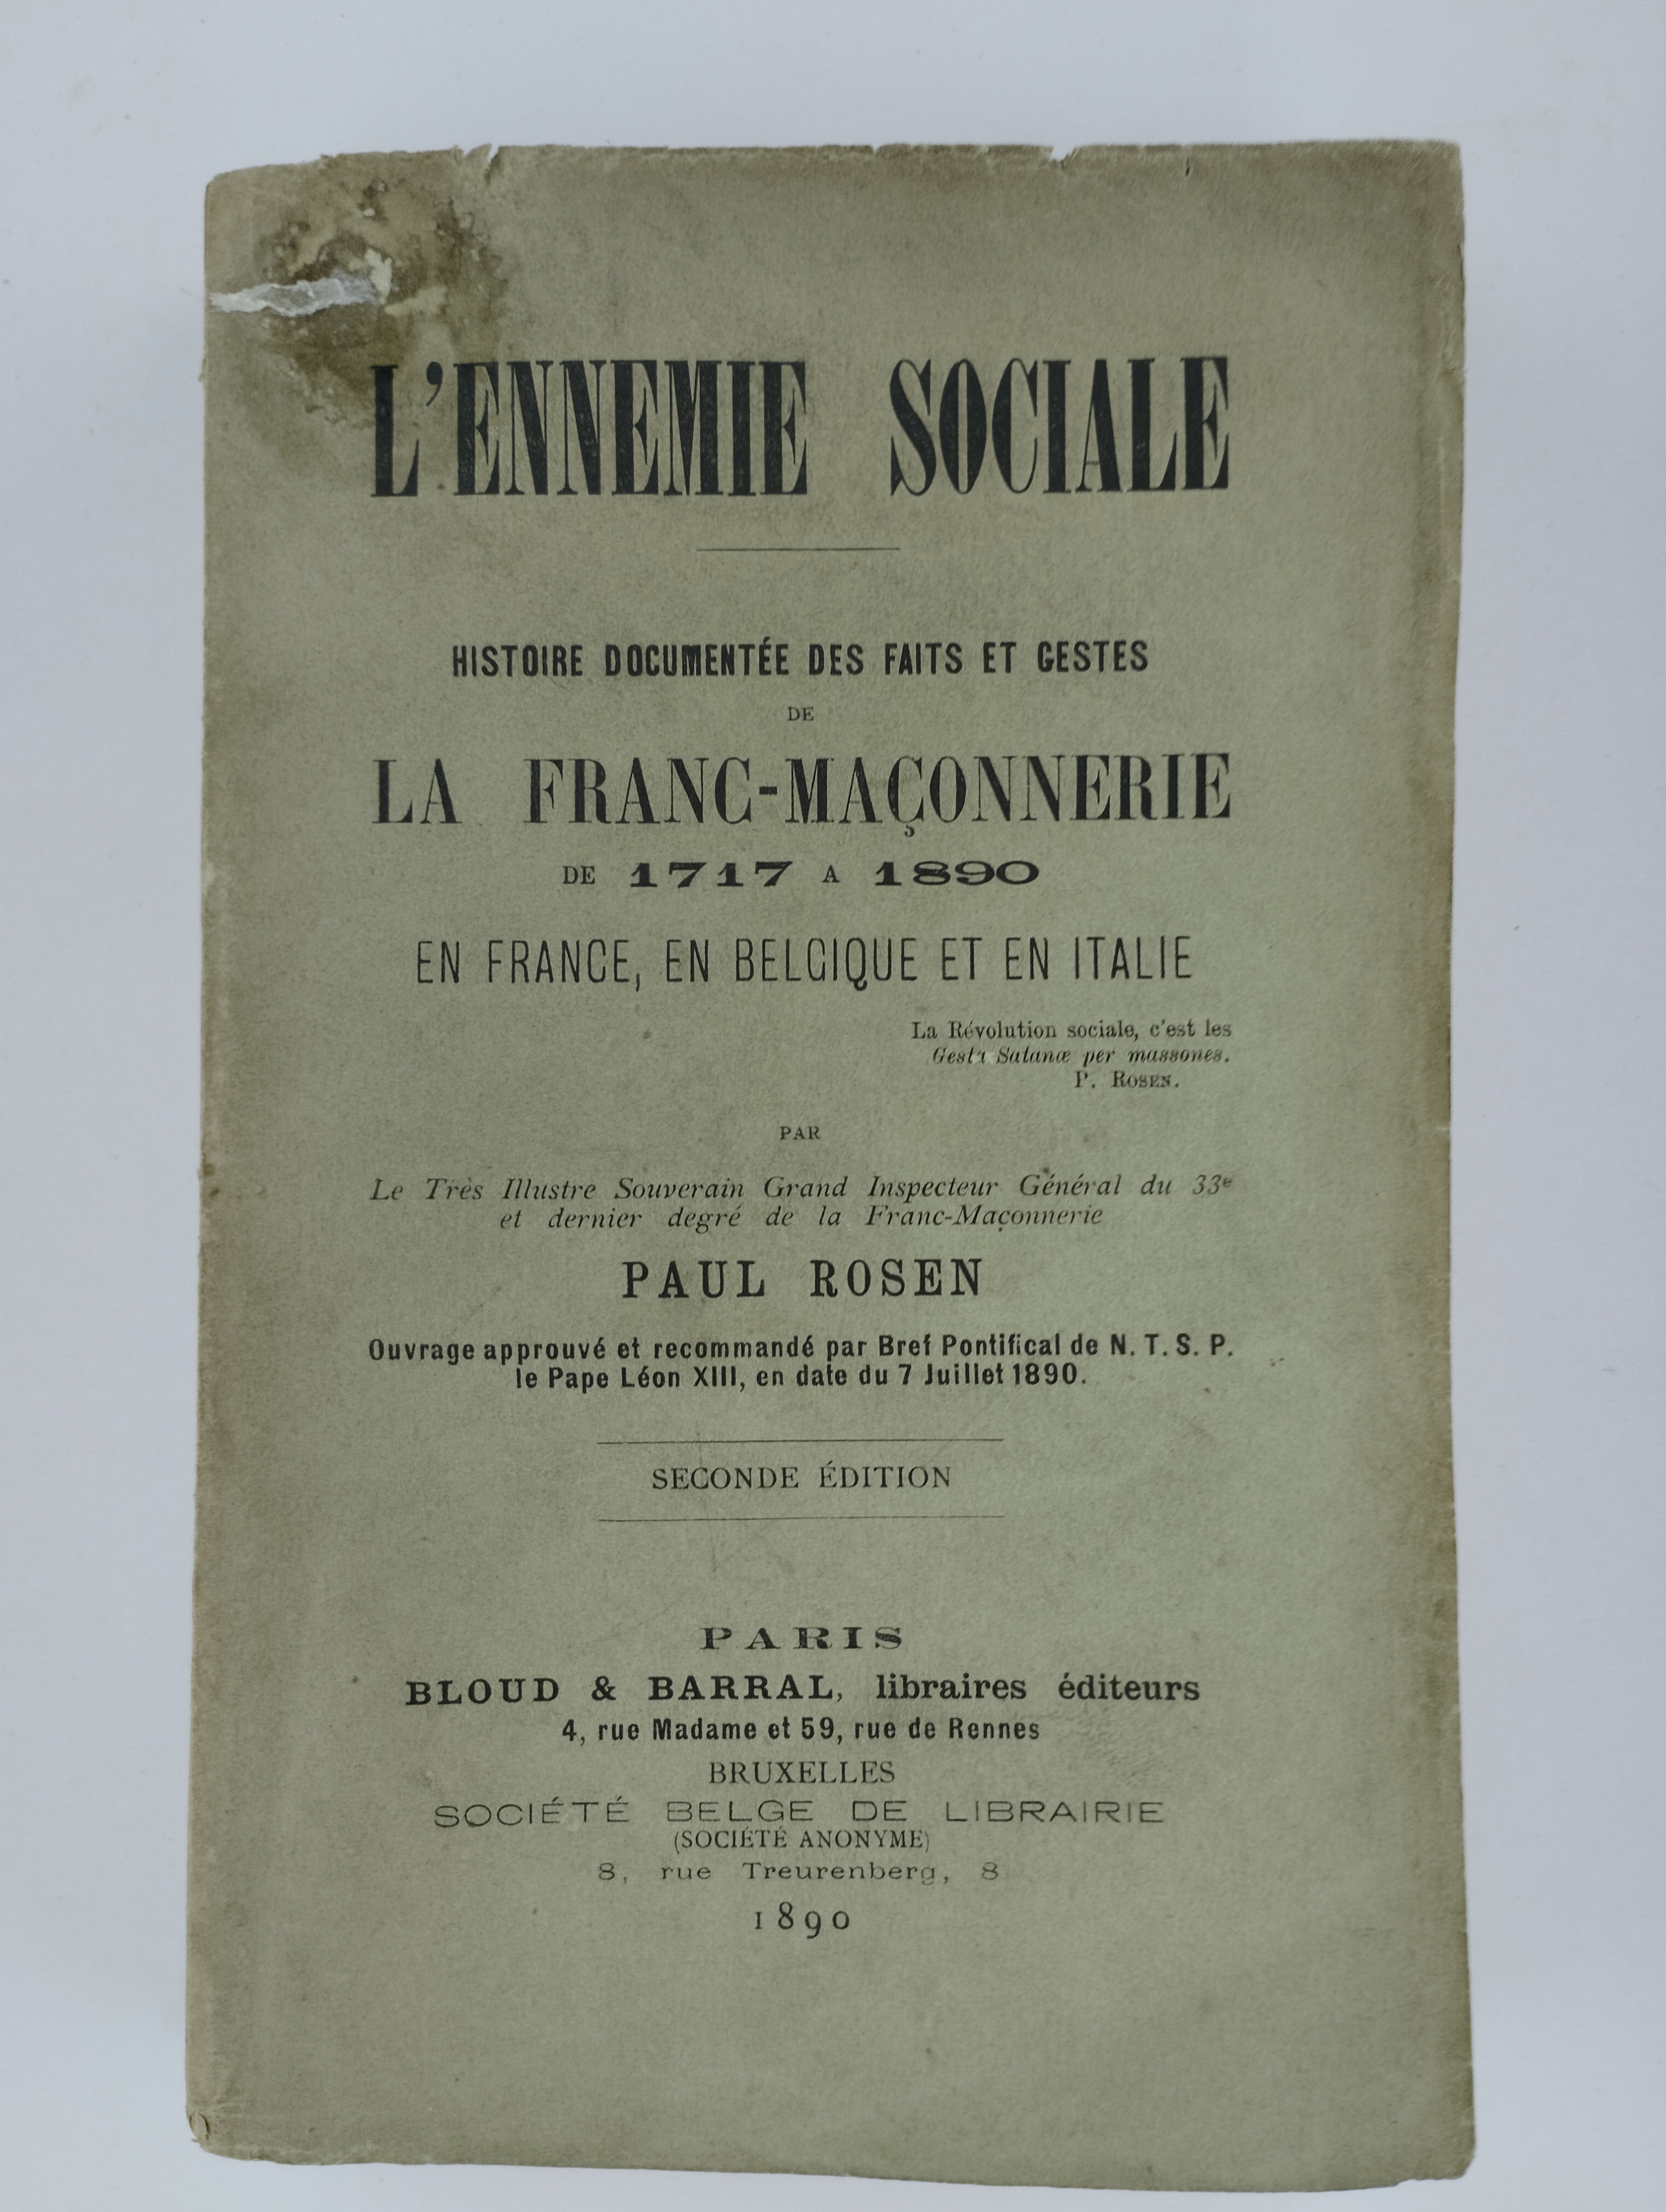 L'ENNEMIE SOCIALE
HISTOIRE DOCUMENTÉE DES FAITS ET GESTES
DE
LA FRANC-MAÇONNERIE
DE 1717 A 1890
EN FRANCE, EN BELGIQUE ET EN ITALIE
La Révolution sociale, c'est les
Gesta Satanæ per massones.
P. ROSEN.
PAR
Le Très Illustre Souverain Grand Inspecteur Général du 33e
et dernier degré de la Franc-Maçonnerie
PAUL ROSEN
Ouvrage approuvé et recommandé par Bref Pontifical de N. T. S. P.
le Pape Léon XIII, en date du 7 Juillet 1890.
SECONDE ÉDITION
PARIS
BLOUD & BARRAL, libraires éditeurs
4, rue Madame et 59, rue de Rennes
BRUXELLES
SOCIÉTÉ BELGE DE LIBRAIRIE
(SOCIÉTÉ ANONYME)
8, rue Treurenberg, 8
1890